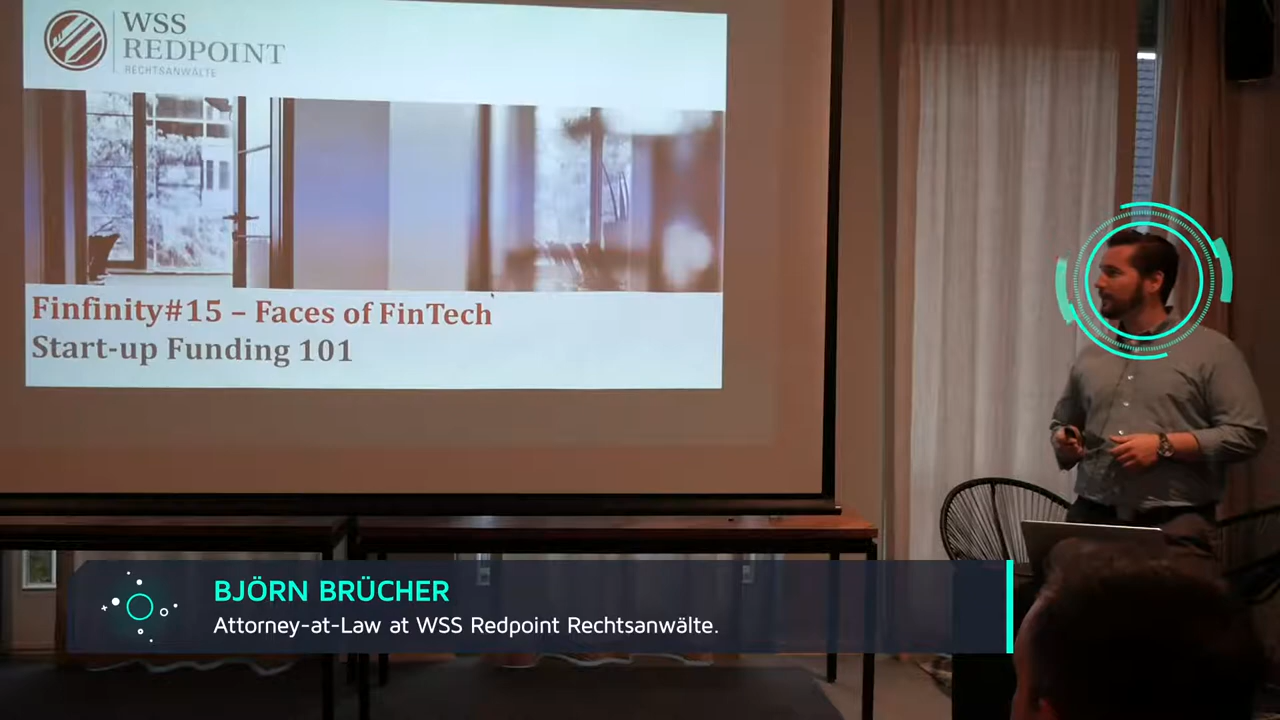 WSS
REDPOINT
RECHTSANWÄLTE
Finfinity#15 – Faces of FinTech
Start-up Funding 101
BJÖRN BRÜCHER
Attorney-at-Law at WSS Redpoint Rechtsanwälte.